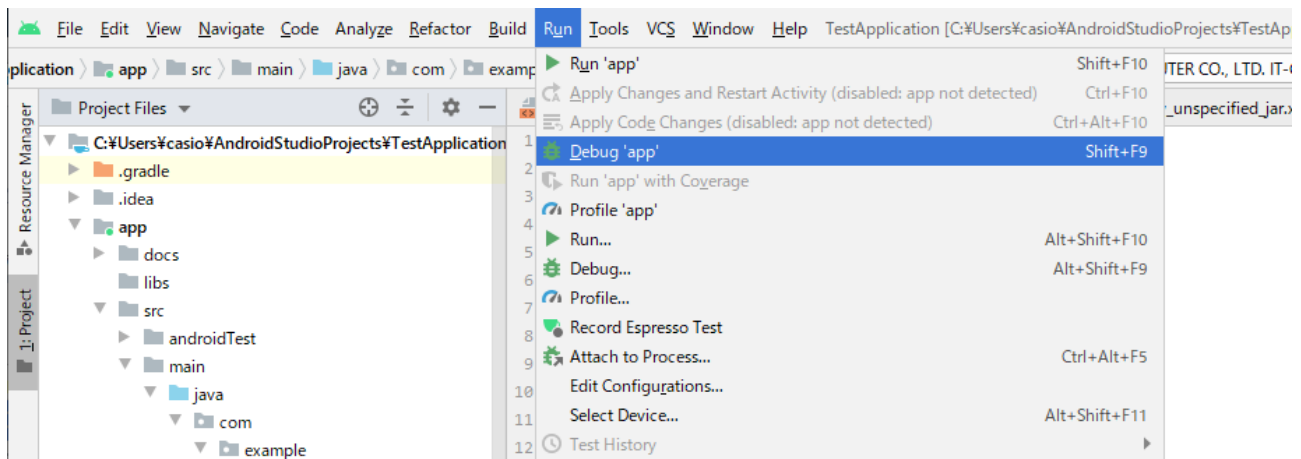 File Edit View Navigate Code Analyze Refactor Build Run Tools VCS Window Help TestApplication [C:¥Users¥casio¥AndroidStudioProjects¥TestAp
plication app src main java com examp
Run 'app' Shift+F10
Apply Changes and Restart Activity (disabled: app not detected) Ctrl+F10
Apply Code Changes (disabled: app not detected) Ctrl+Alt+F10
Debug 'app' Shift+F9
Run 'app' with Coverage
Profile 'app'
Run... Alt+Shift+F10
Debug... Alt+Shift+F9
Profile...
Record Espresso Test
Attach to Process... Ctrl+Alt+F5
Edit Configurations...
Select Device... Alt+Shift+F11
Test History
TER CO., LTD. IT-
_unspecified_jar.x
Resource Manager
1: Project
Project Files
C:¥Users¥casio¥AndroidStudioProjects¥TestApplication
.gradle
.idea
app
docs
libs
src
androidTest
main
java
com
example
1
2
3
4
5
6
7
8
9
10
11
12